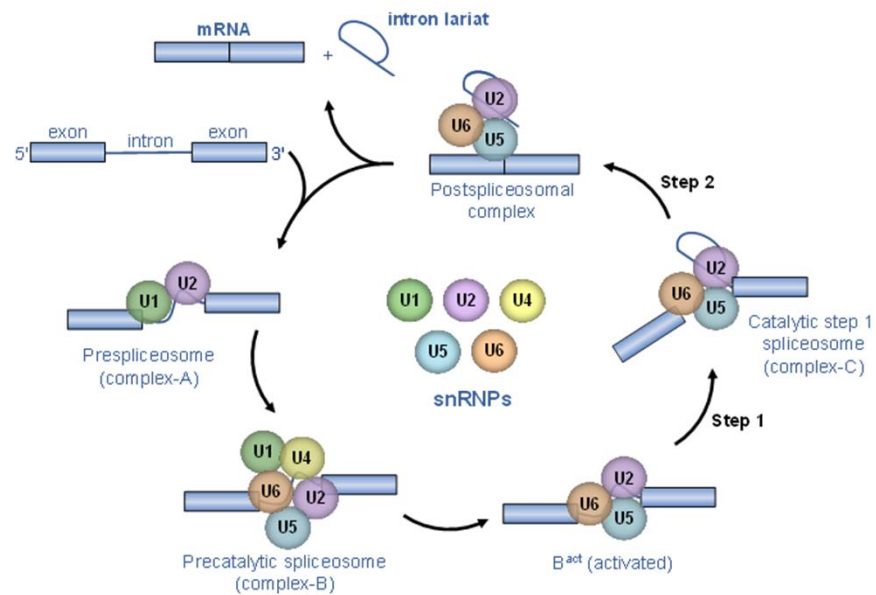 mRNA
+
intron lariat
5' exon intron exon 3'
U2
U6
U5
Postspliceosomal
complex
Step 2
U1 U2
Prespliceosome
(complex-A)
U1 U2 U4
U5 U6
snRNPs
U2
U6
U5
Catalytic step 1
spliceosome
(complex-C)
Step 1
U1 U4
U6 U2
U5
Precatalytic spliceosome
(complex-B)
U2
U6
U5
Bact (activated)